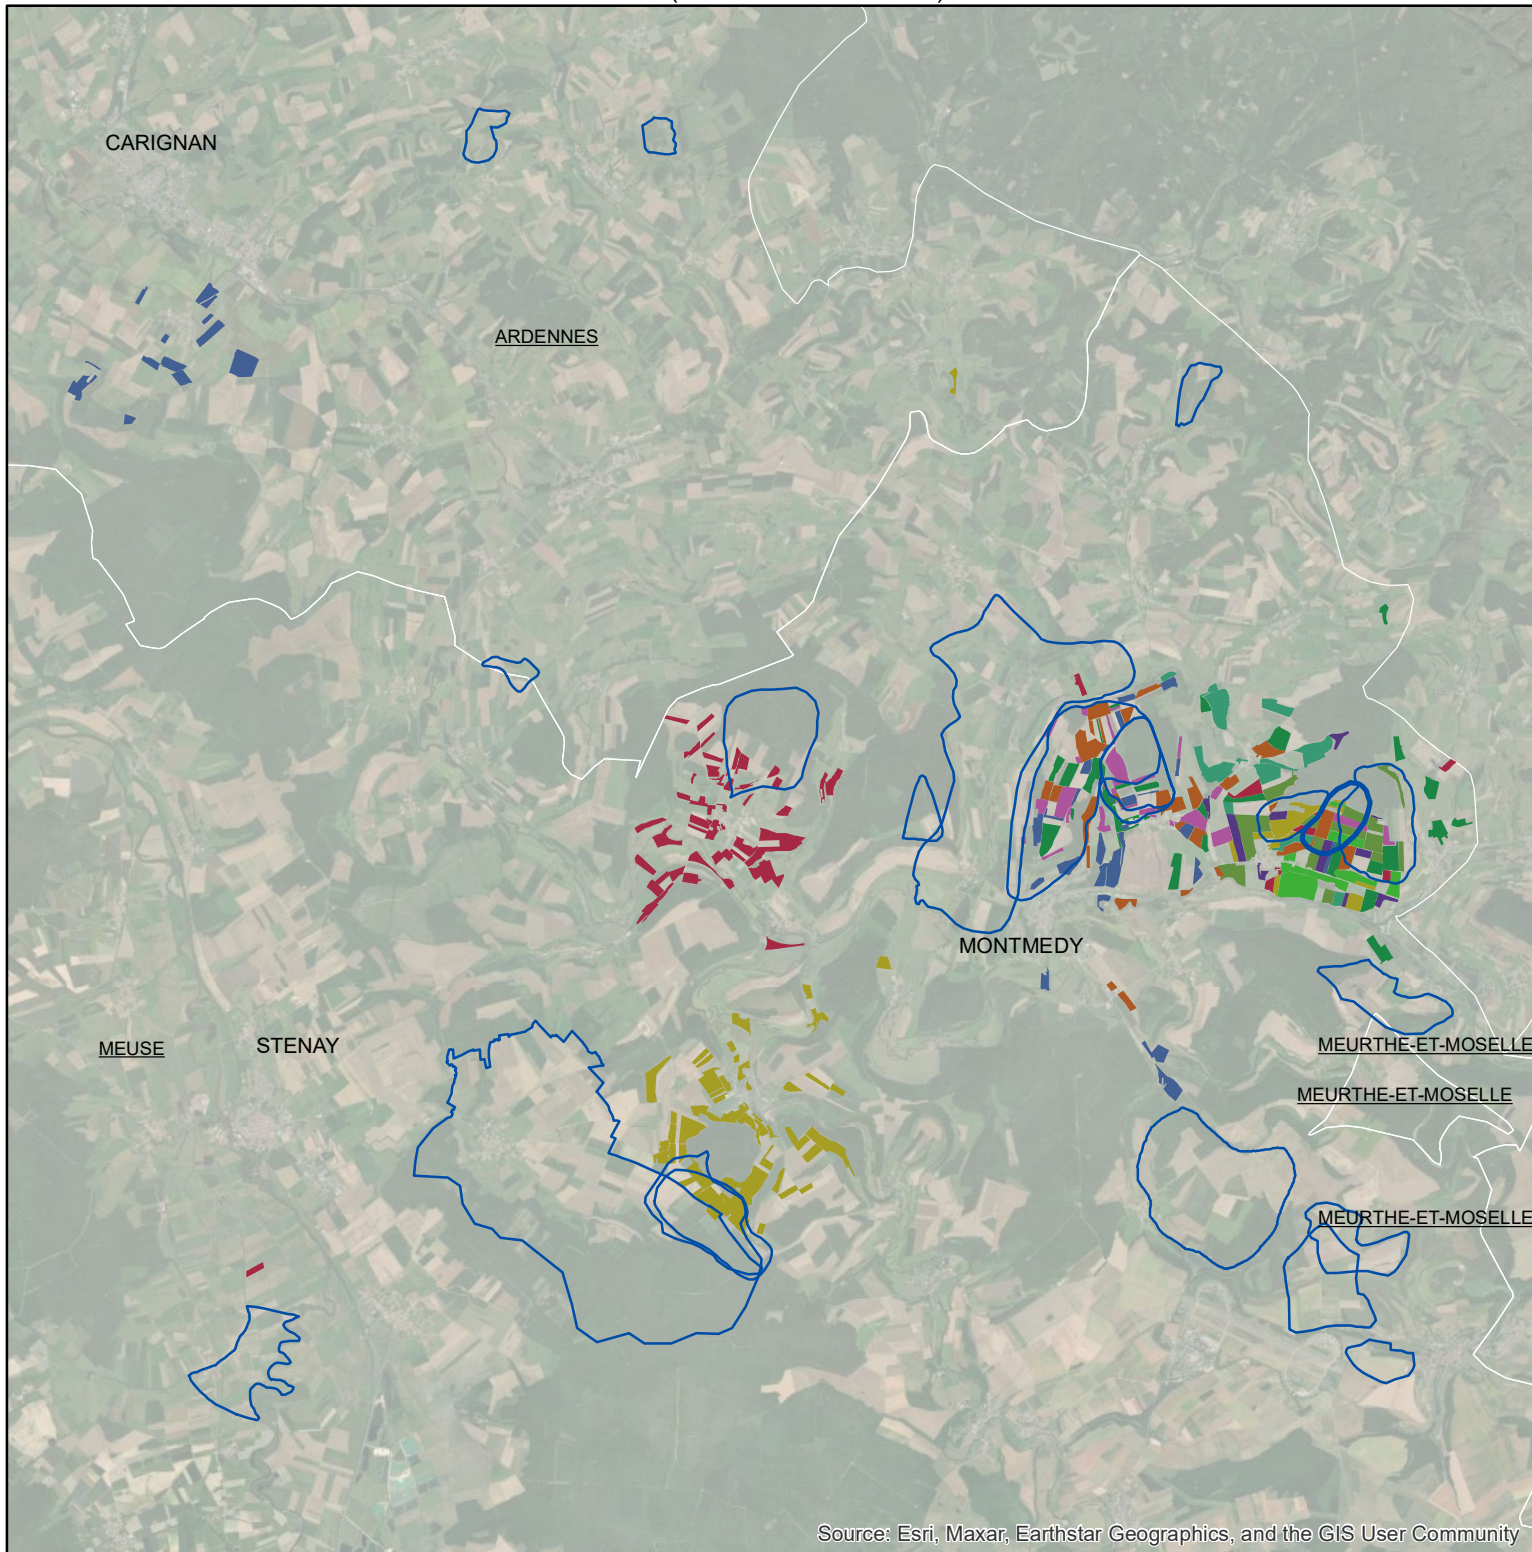 CARIGNAN
ARDENNES
MONTMEDY
MEUSE
STENAY
MEURTHE-ET-MOSELLE
MEURTHE-ET-MOSELLE
MEURTHE-ET-MOSELLE
Source: Esri, Maxar, Earthstar Geographics, and the GIS User Community